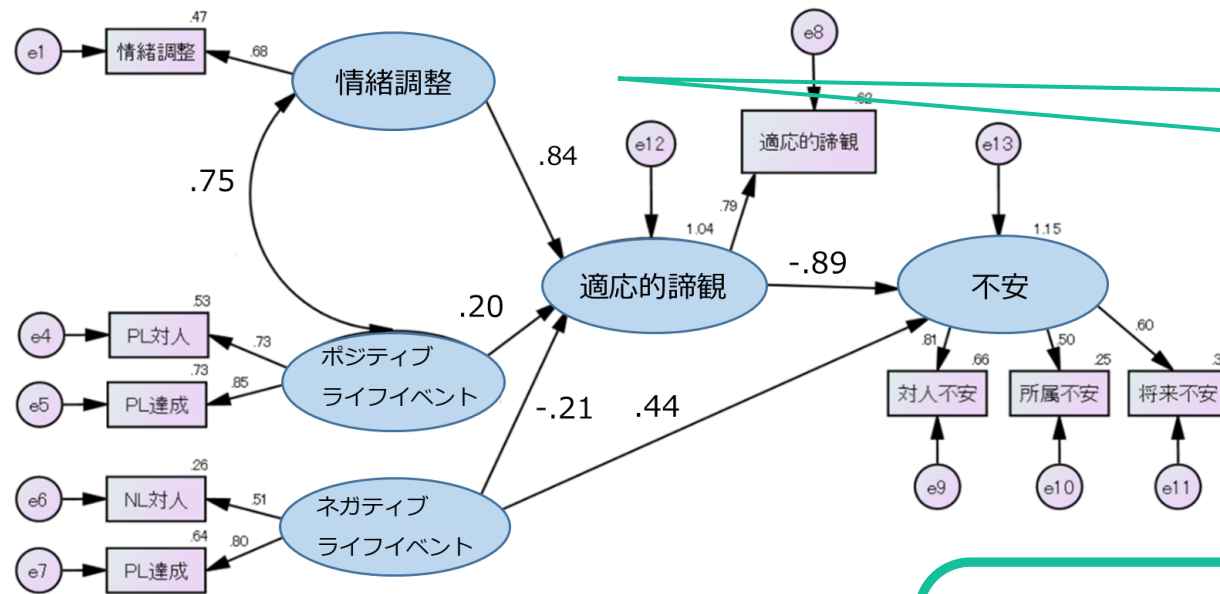 .47
e1
情緒調整
.68
情緒調整
e8
.62
適応的諦観
e12
e13
.75
.84
.79
1.04
1.15
適応的諦観
-.89
不安
.53
e4
PL対人
.73
.20
ポジティブ
ライフイベント
.73
e5
PL達成
.85
.81
.50
.60
.66
.25
.3
対人不安
所属不安
将来不安
-.21
.44
.26
e6
NL対人
.51
ネガティブ
ライフイベント
.64
e7
PL達成
.80
e9
e10
e11